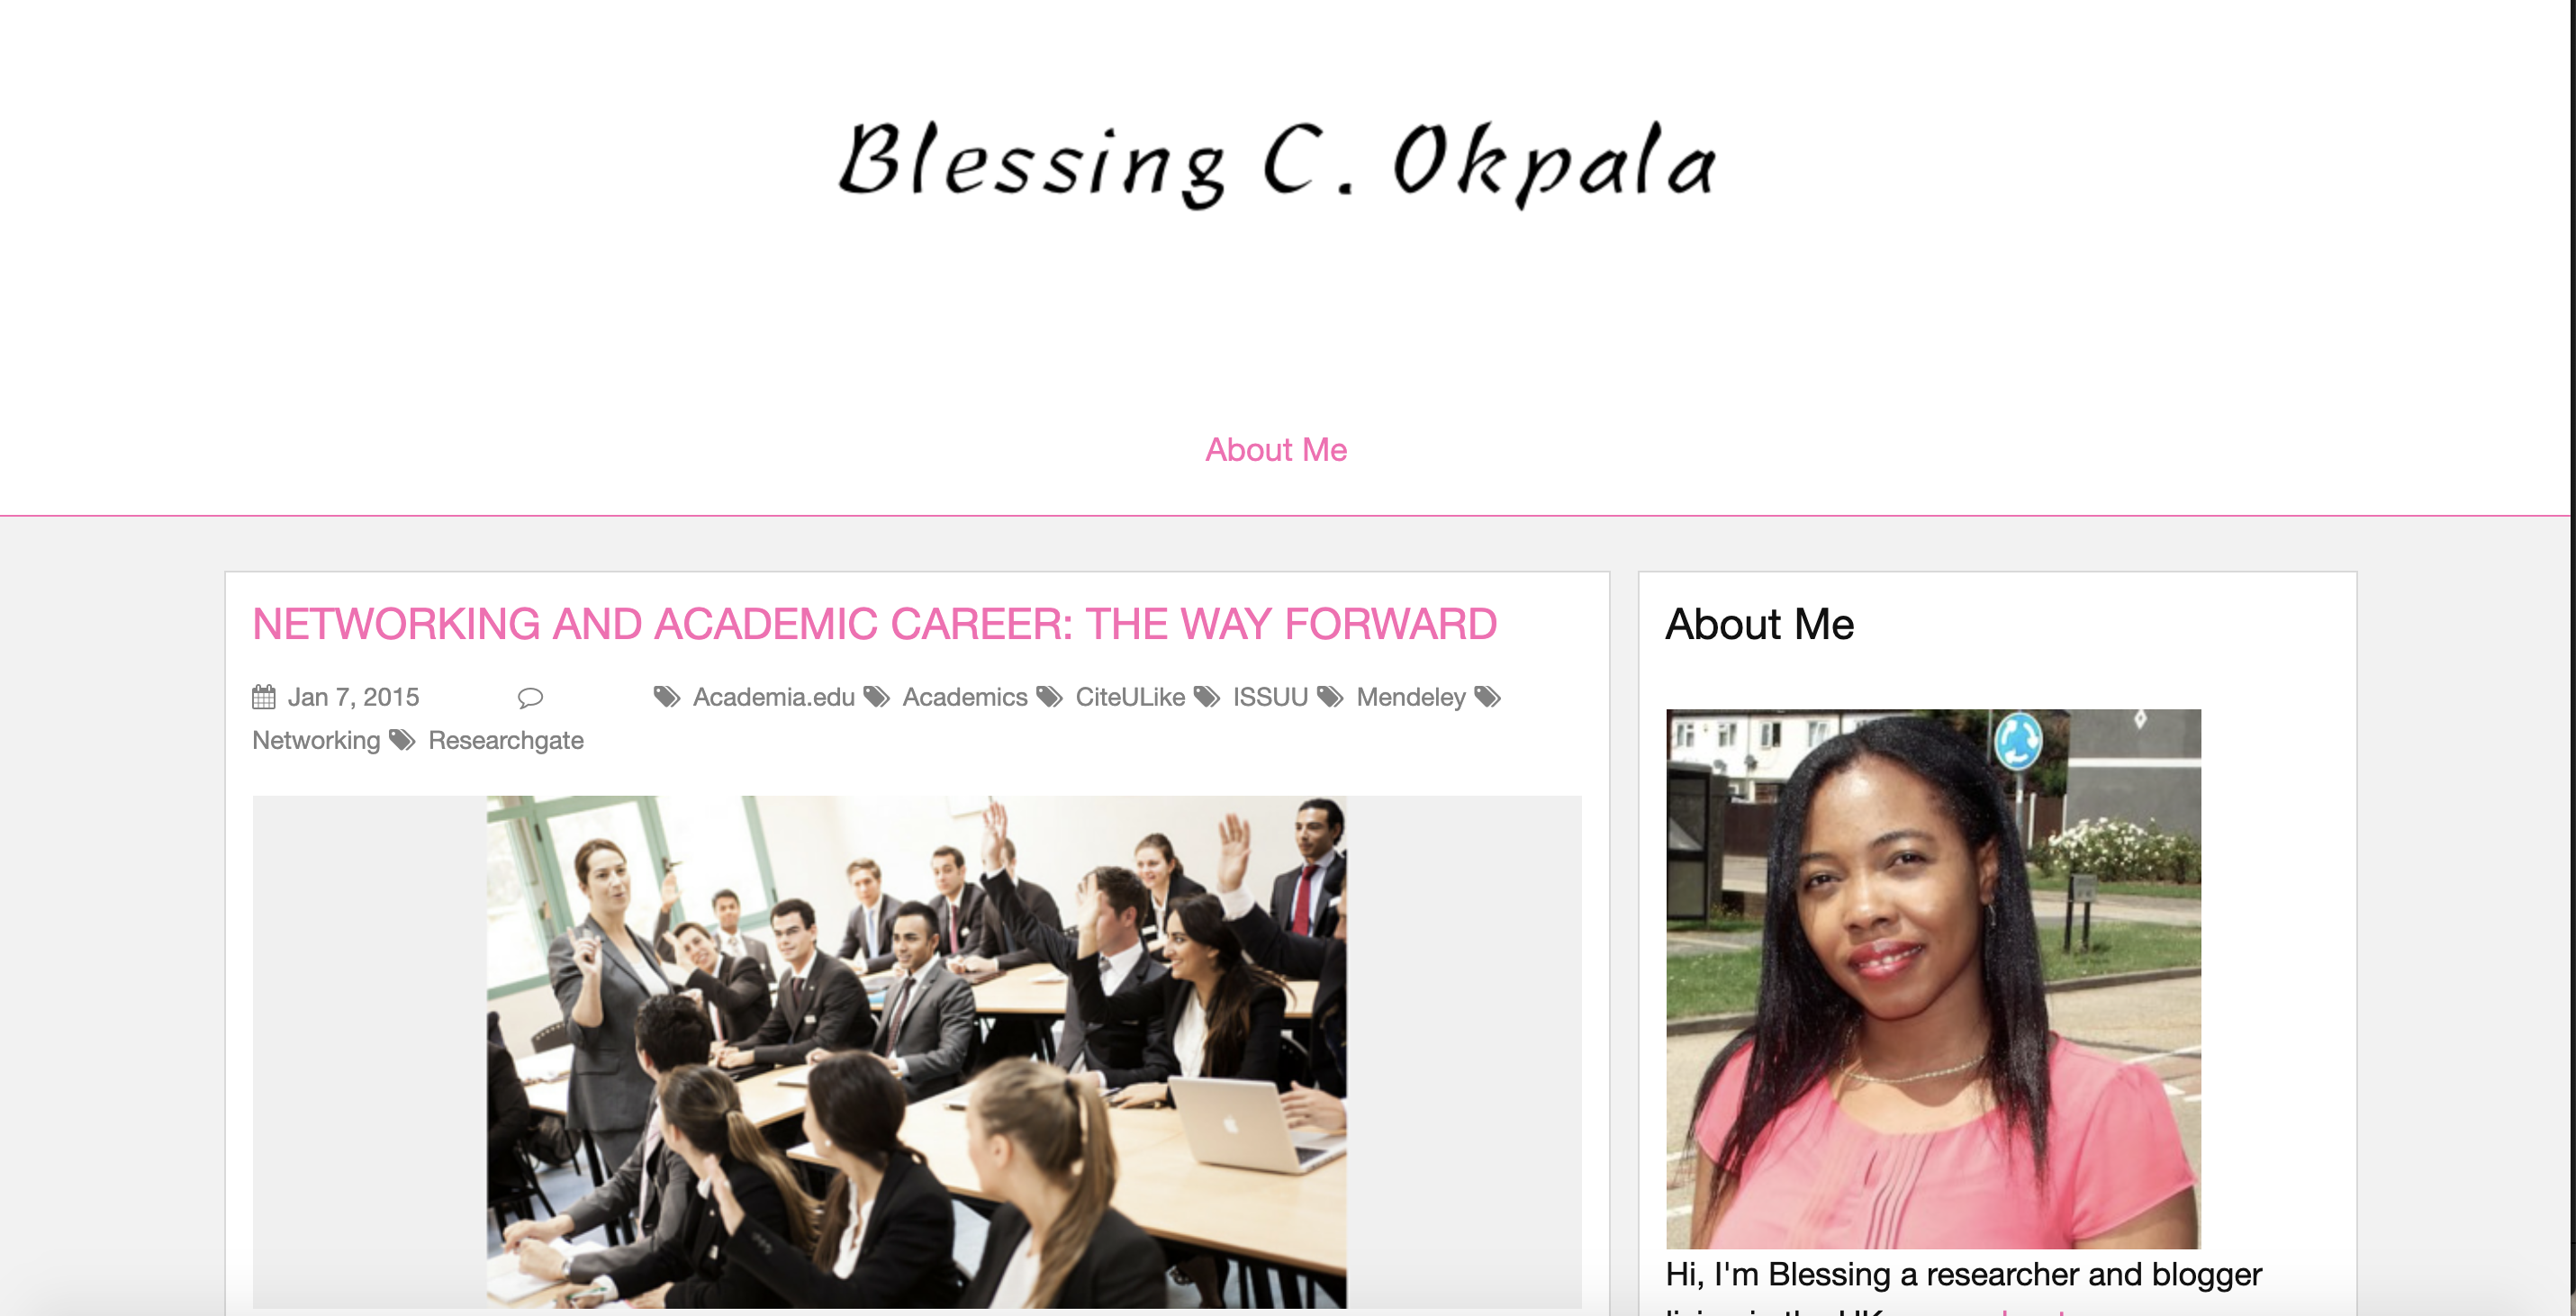 Blessing C. Okpala
About Me
NETWORKING AND ACADEMIC CAREER: THE WAY FORWARD
Jan 7, 2015 Academia.edu Academics CiteULike ISSUU Mendeley
Networking Researchgate
About Me
Hi, I'm Blessing a researcher and blogger